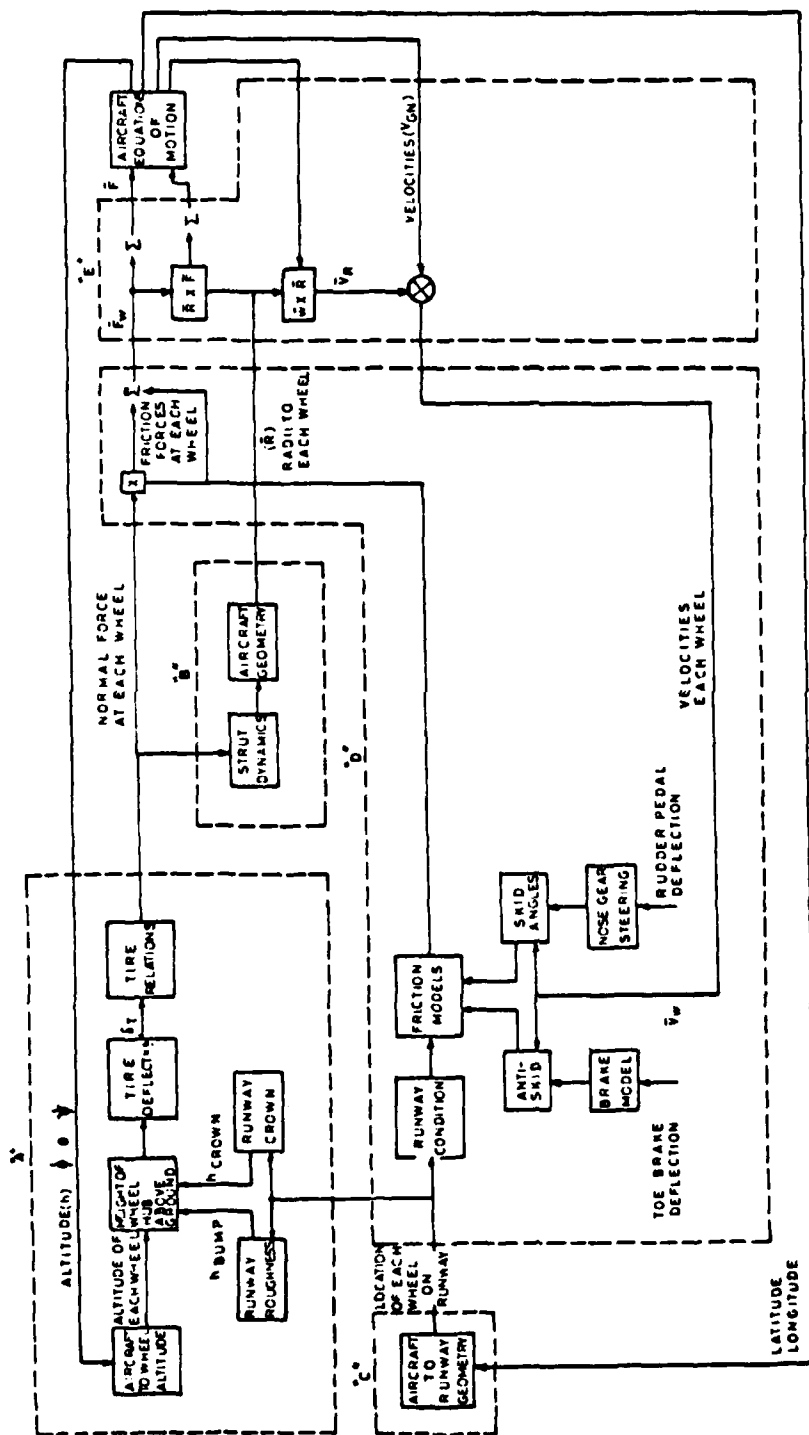 "A"
ALTITUDE(h)
ɸ θ ψ
AIRCRAFT
TO WHEEL
ALTITUDE
ALTITUDE OF
EACH WHEEL
HEIGHT OF
WHEEL
HUB
ABOVE
GROUND
TIRE
DEFLECTNS
δT
TIRE
RELATIONS
h BUMP
h CROWN
RUNWAY
ROUGHNESS
RUNWAY
CROWN
NORMAL FORCE
AT EACH WHEEL
"B"
STRUT
DYNAMICS
AIRCRAFT
GEOMETRY
(R̄)
RADII TO
EACH WHEEL
X
FRICTION
FORCES
AT EACH
WHEEL
Σ
"E"
F̄W
Σ
F̄
R̄ X F̄
Σ
AIRCRAFT
EQUATION
OF
MOTION
ω̄ X R̄
V̄R
VELOCITIES (VGN)
"C"
AIRCRAFT
TO
RUNWAY
GEOMETRY
LOCATION
OF EACH
WHEEL
ON
RUNWAY
LATITUDE
LONGITUDE
"D"
RUNWAY
CONDITION
FRICTION
MODELS
ANTI-
SKID
SKID
ANGLES
BRAKE
MODEL
NOSE GEAR
STEERING
TOE BRAKE
DEFLECTION
RUDDER PEDAL
DEFLECTION
V̄W
VELOCITIES
EACH WHEEL